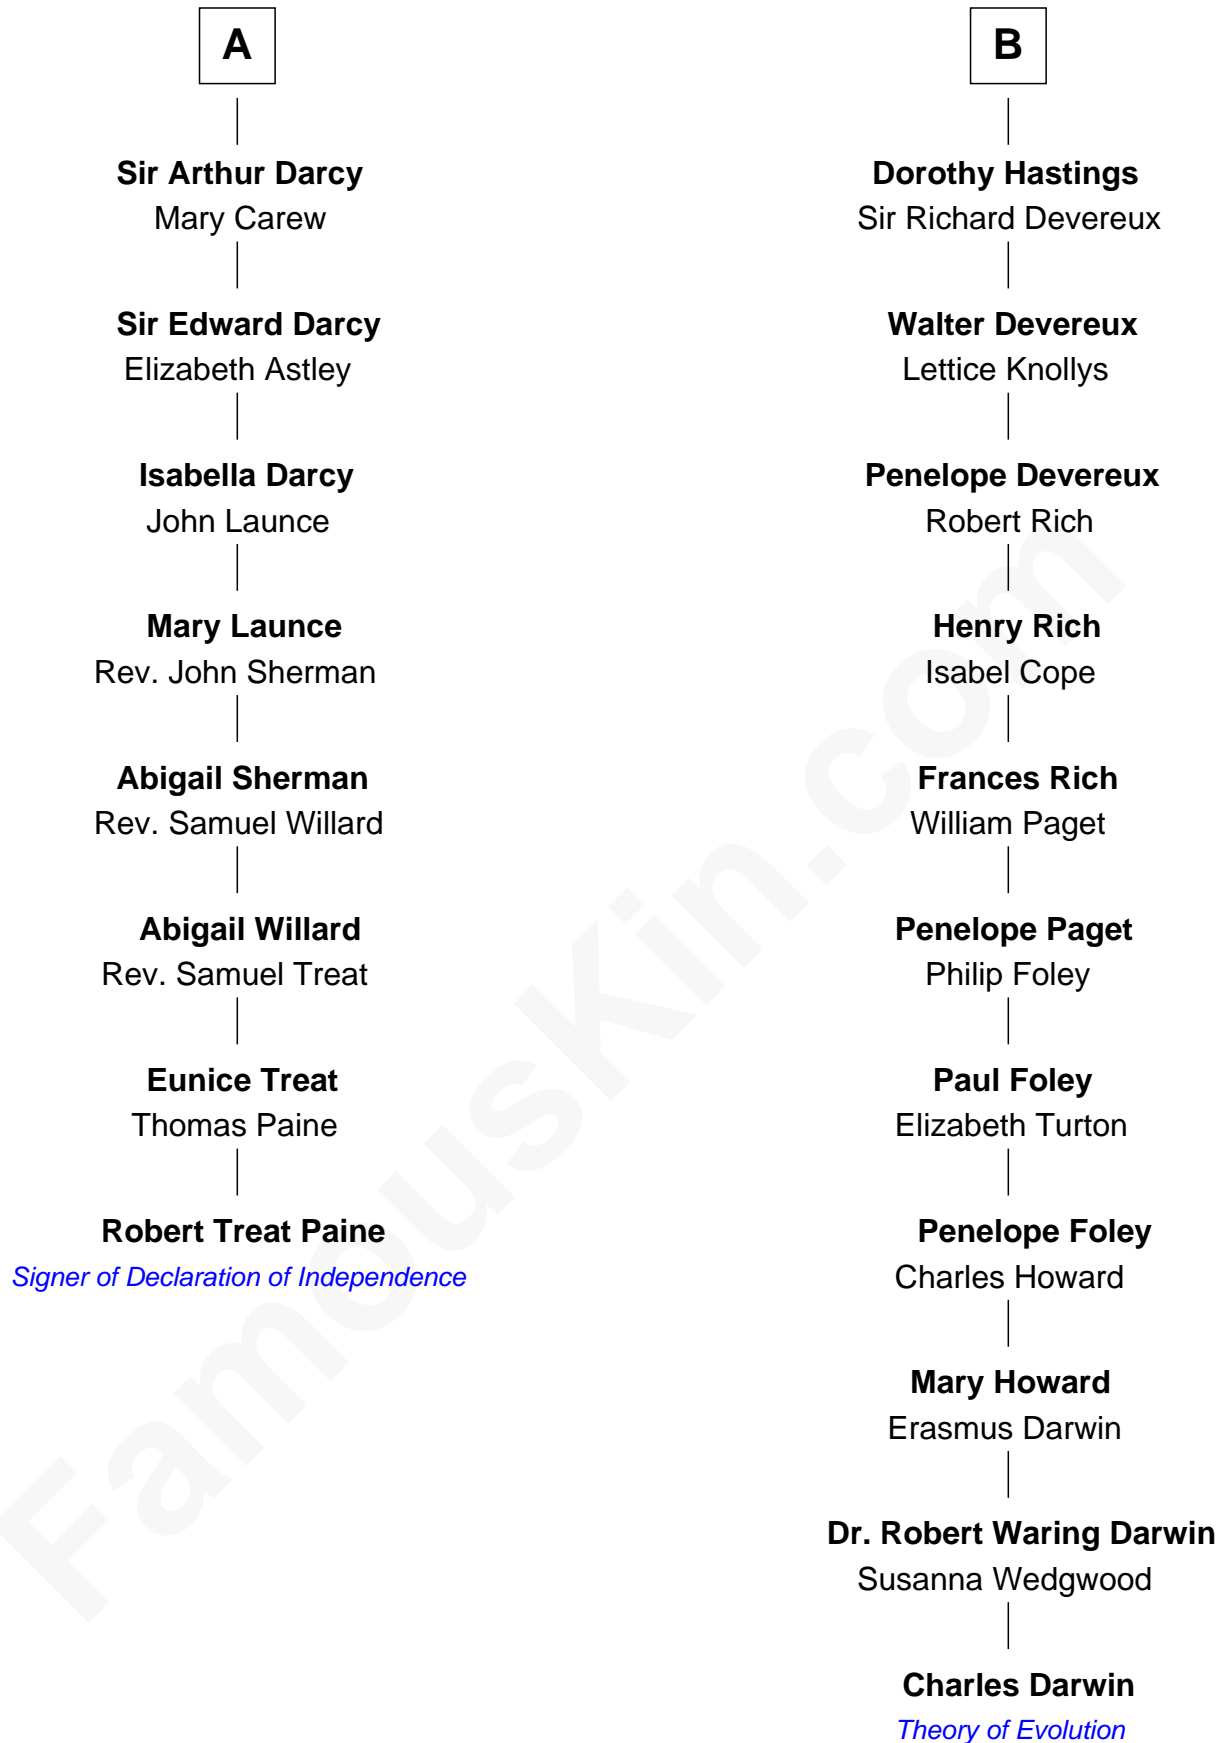 A
Sir Arthur Darcy
Mary Carew
Sir Edward Darcy
Elizabeth Astley
Isabella Darcy
John Launce
Mary Launce
Rev. John Sherman
Abigail Sherman
Rev. Samuel Willard
Abigail Willard
Rev. Samuel Treat
Eunice Treat
Thomas Paine
Robert Treat Paine
Signer of Declaration of Independence
B
Dorothy Hastings
Sir Richard Devereux
Walter Devereux
Lettice Knollys
Penelope Devereux
Robert Rich
Henry Rich
Isabel Cope
Frances Rich
William Paget
Penelope Paget
Philip Foley
Paul Foley
Elizabeth Turton
Penelope Foley
Charles Howard
Mary Howard
Erasmus Darwin
Dr. Robert Waring Darwin
Susanna Wedgwood
Charles Darwin
Theory of Evolution
FamousKin.com